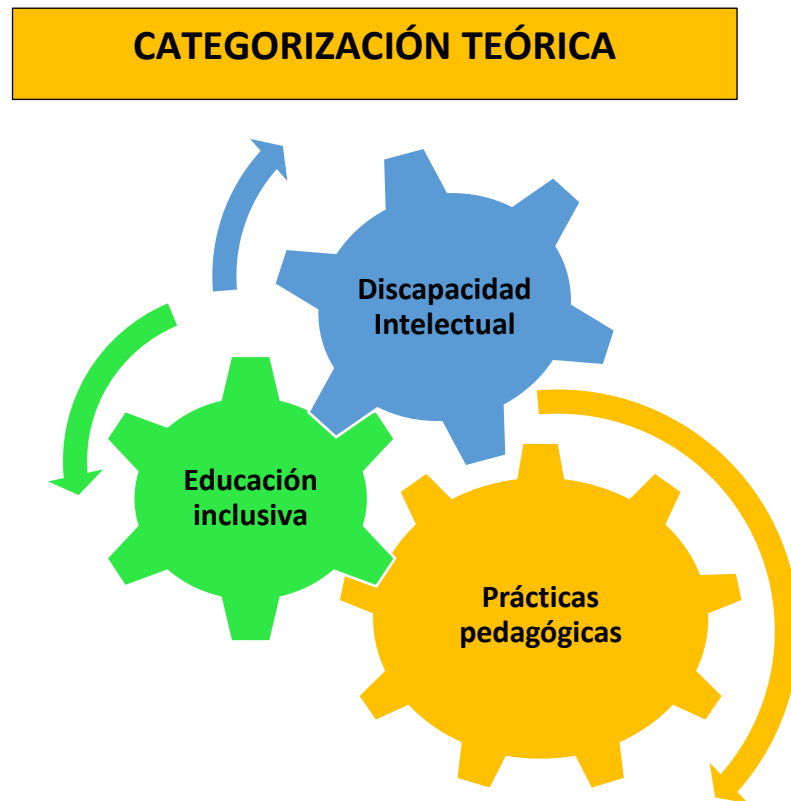 CATEGORIZACIÓN TEÓRICA
Discapacidad
Intelectual
Educación
inclusiva
Prácticas
pedagógicas